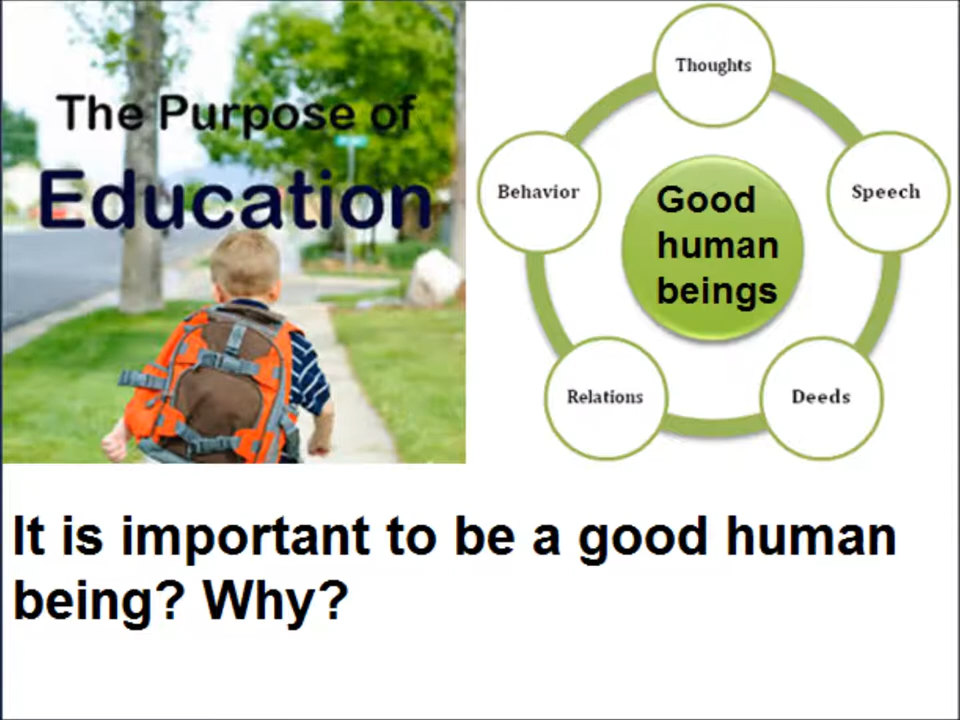 The Purpose of
Education
Thoughts
Behavior
Speech
Good
human
beings
Relations
Deeds
It is important to be a good human
being? Why?